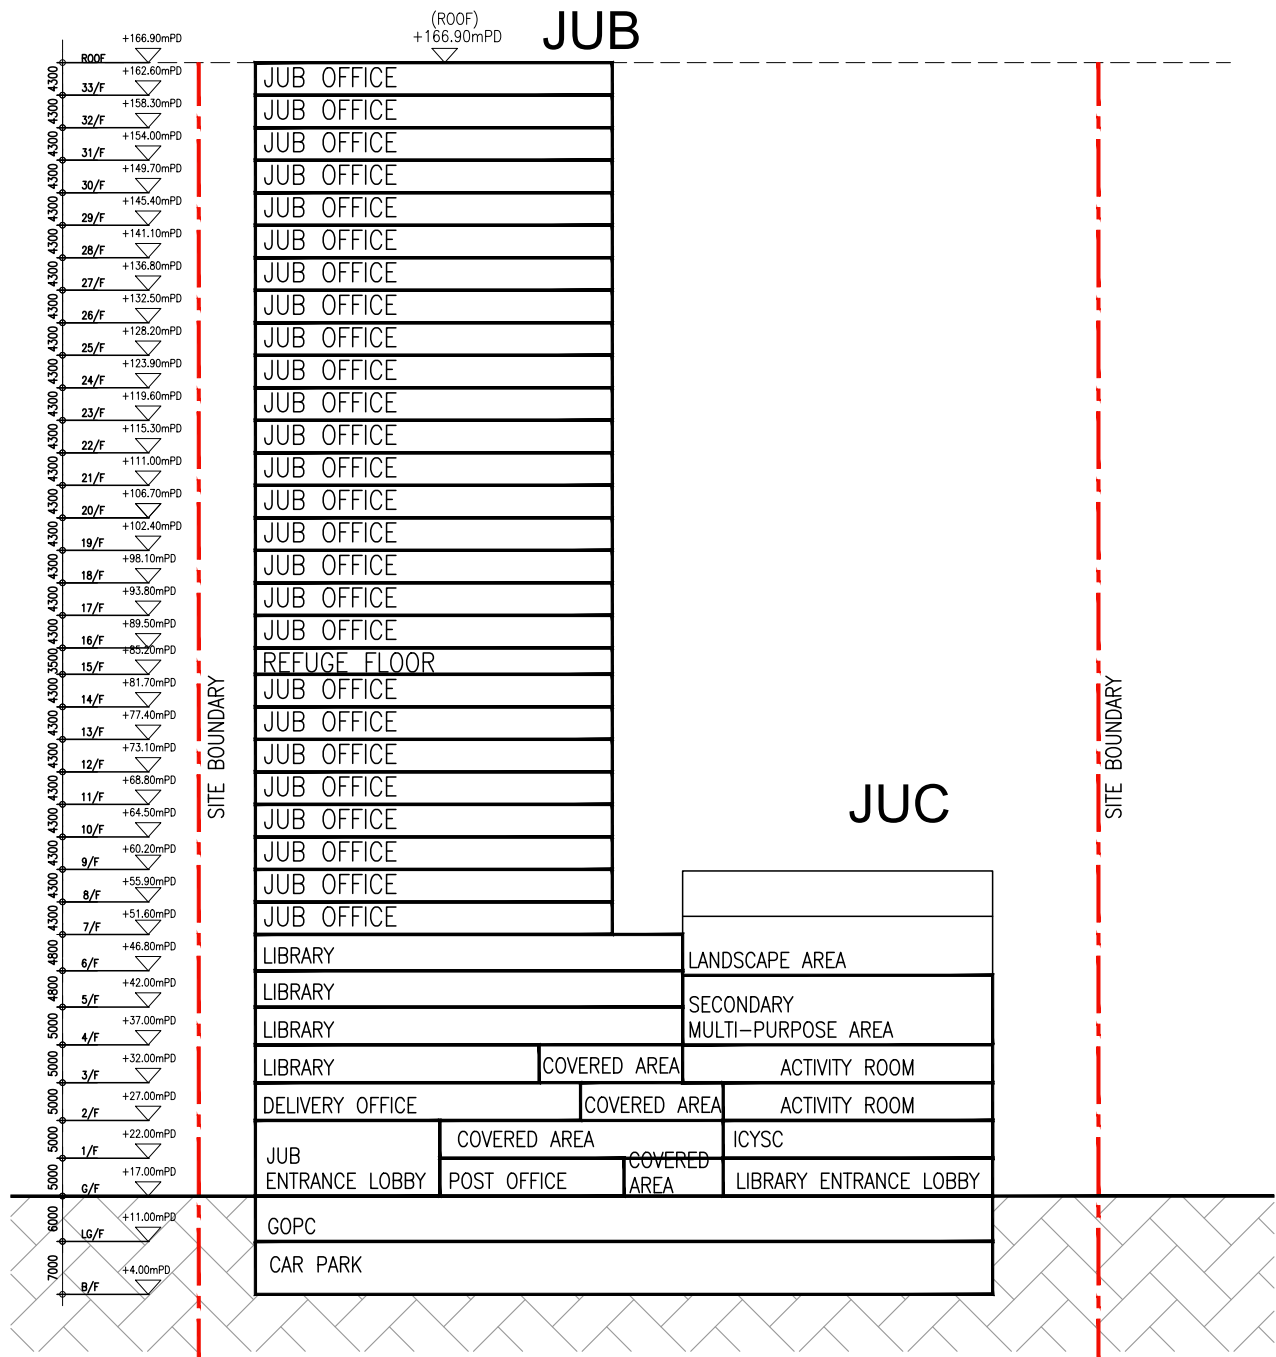 JUB
(ROOF)
+166.90mPD
+166.90mPD
ROOF
4300
JUB OFFICE
+162.60mPD
33/F
4300
JUB OFFICE
+158.30mPD
32/F
4300
JUB OFFICE
+154.00mPD
31/F
4300
JUB OFFICE
+149.70mPD
30/F
4300
JUB OFFICE
+145.40mPD
29/F
4300
JUB OFFICE
+141.10mPD
28/F
4300
JUB OFFICE
+136.80mPD
27/F
4300
JUB OFFICE
+132.50mPD
26/F
4300
JUB OFFICE
+128.20mPD
25/F
4300
JUB OFFICE
+123.90mPD
24/F
4300
JUB OFFICE
+119.60mPD
23/F
4300
JUB OFFICE
+115.30mPD
22/F
4300
JUB OFFICE
+111.00mPD
21/F
4300
JUB OFFICE
+106.70mPD
20/F
4300
JUB OFFICE
+102.40mPD
19/F
4300
JUB OFFICE
+98.10mPD
18/F
4300
JUB OFFICE
+93.80mPD
17/F
4300
JUB OFFICE
+89.50mPD
16/F
3500
REFUGE FLOOR
+85.20mPD
15/F
4300
JUB OFFICE
+81.70mPD
14/F
4300
JUB OFFICE
+77.40mPD
13/F
4300
JUB OFFICE
+73.10mPD
12/F
4300
JUB OFFICE
+68.80mPD
11/F
4300
JUB OFFICE
+64.50mPD
10/F
4300
JUB OFFICE
+60.20mPD
9/F
4300
JUB OFFICE
+55.90mPD
8/F
4300
JUB OFFICE
+51.60mPD
7/F
4800
LIBRARY
+46.80mPD
6/F
4800
LIBRARY
+42.00mPD
5/F
5000
LIBRARY
+37.00mPD
4/F
5000
LIBRARY
COVERED AREA
ACTIVITY ROOM
+32.00mPD
3/F
5000
DELIVERY OFFICE
COVERED AREA
ACTIVITY ROOM
+27.00mPD
2/F
5000
COVERED AREA
ICYSC
+22.00mPD
1/F
5000
JUB
ENTRANCE LOBBY
POST OFFICE
COVERED
AREA
LIBRARY ENTRANCE LOBBY
+17.00mPD
G/F
6000
GOPC
+11.00mPD
LG/F
7000
CAR PARK
+4.00mPD
B/F
SITE BOUNDARY
JUC
LANDSCAPE AREA
SECONDARY
MULTI-PURPOSE AREA
SITE BOUNDARY